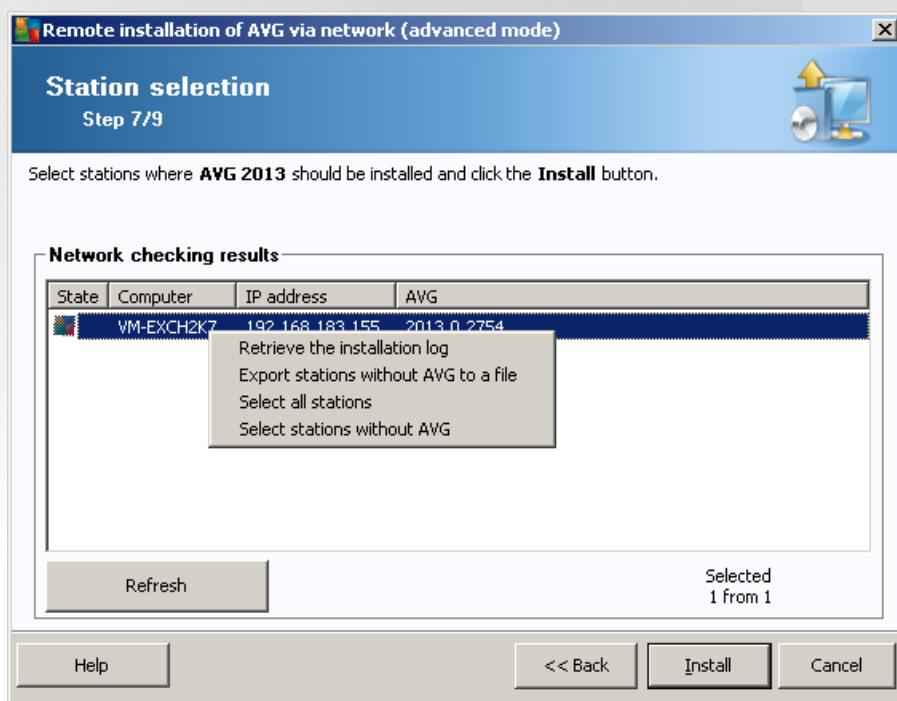 Remote installation of AVG via network (advanced mode)
Station selection
Step 7/9
Select stations where AVG 2013 should be installed and click the Install button.
Network checking results
State Computer IP address AVG
VM-EXCH2K7 192.168.183.155 2013.0.2754
Retrieve the installation log
Export stations without AVG to a file
Select all stations
Select stations without AVG
Refresh
Selected
1 from 1
Help << Back Install Cancel